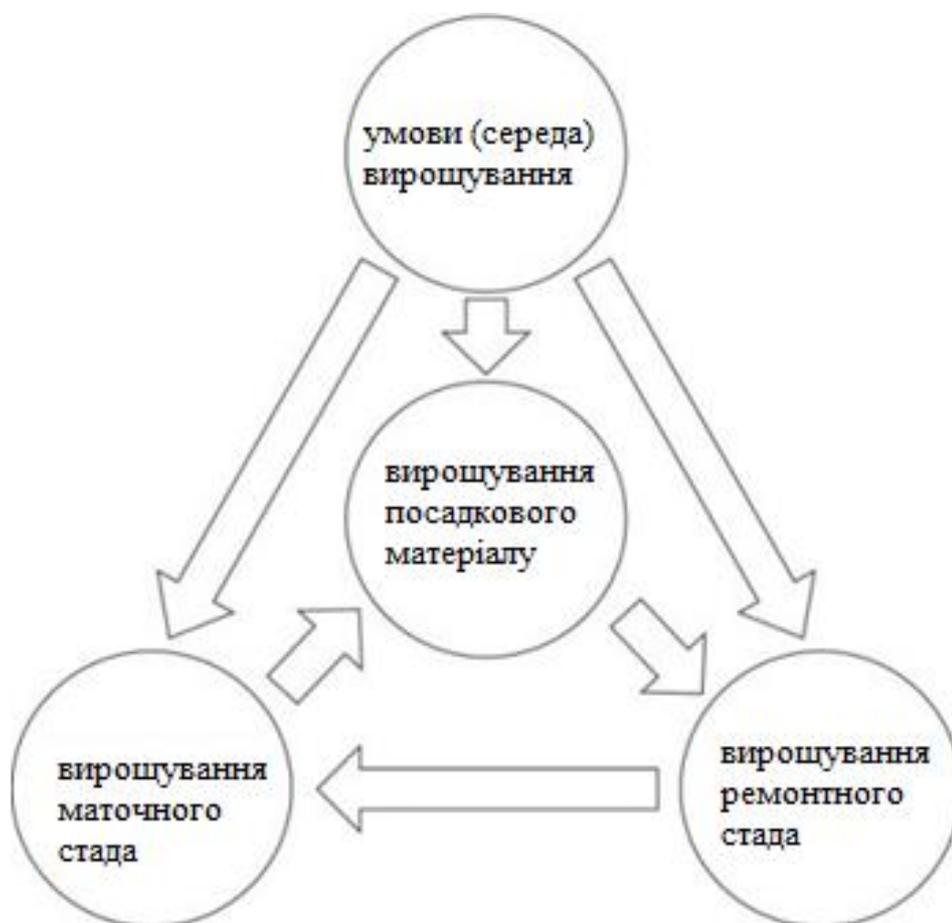 умови (середа)
вирощування
вирощування
посадкового
матеріалу
вирощування
маточного
стада
вирощування
ремонтного
стада